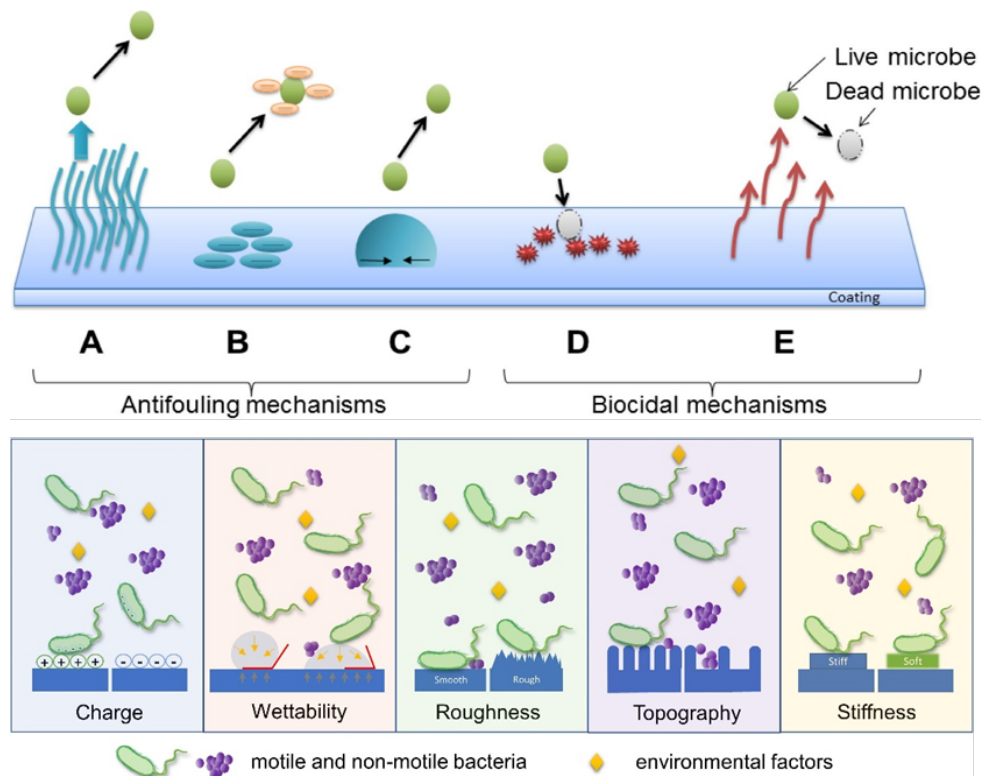 Live microbe
Dead microbe
Coating
A B C D E
Antifouling mechanisms Biocidal mechanisms
+ + + + - - - -
Smooth Rough Stiff Soft
Charge Wettability Roughness Topography Stiffness
motile and non-motile bacteria environmental factors